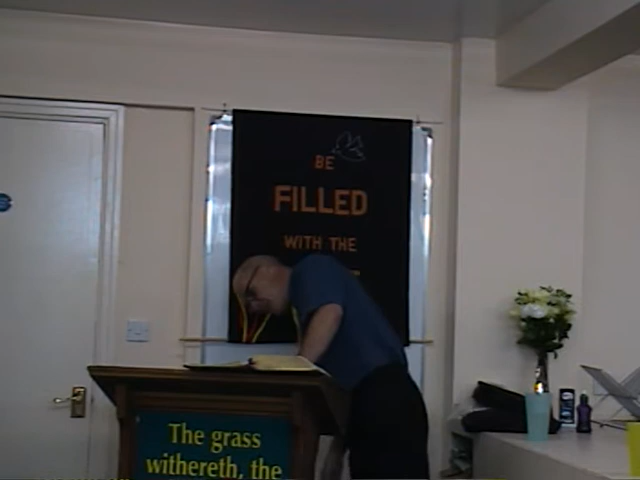 BE
FILLED
WITH THE
The grass
withereth, the